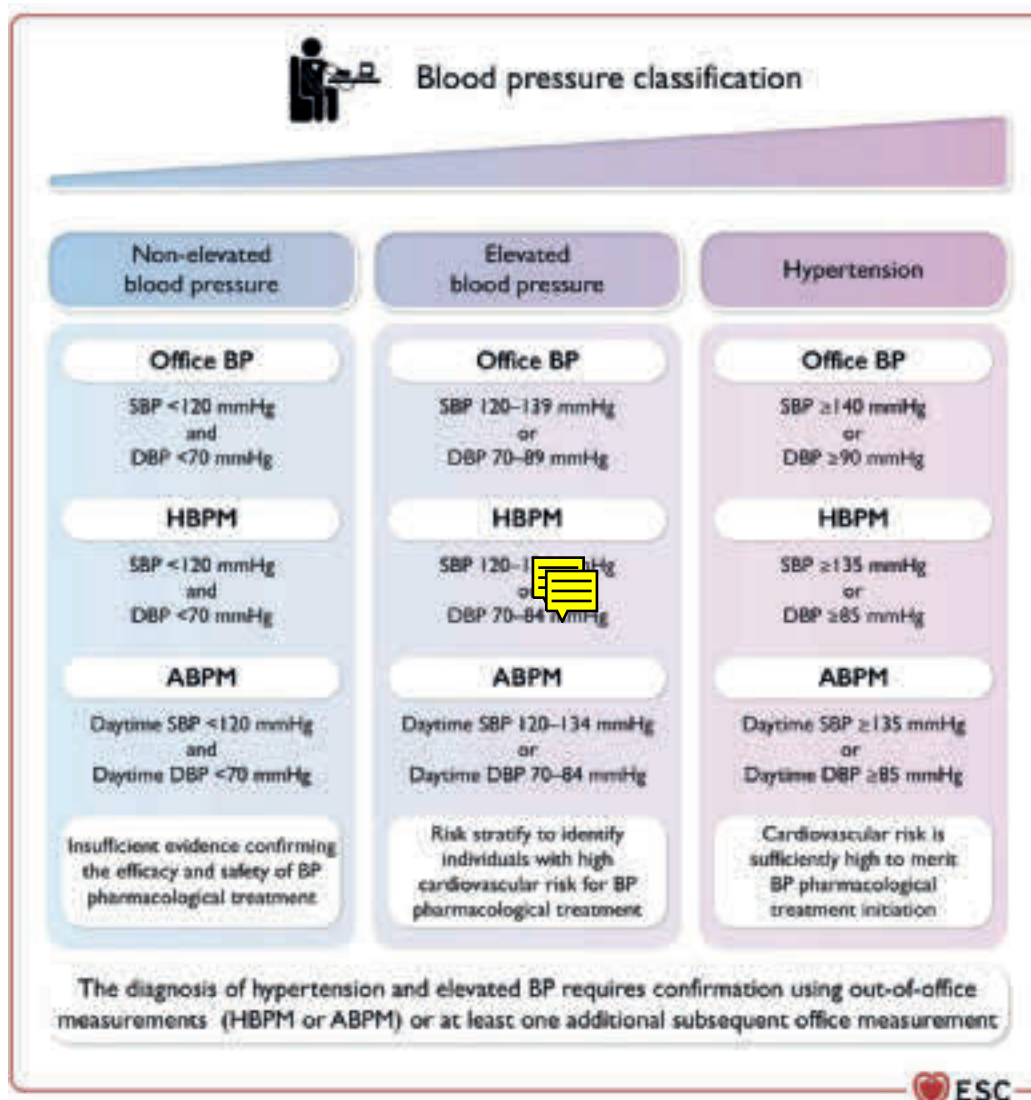 Blood pressure classification
Non-elevated
blood pressure
Office BP
SBP <120 mmHg
and
DBP <70 mmHg
HBPM
SBP <120 mmHg
and
DBP <70 mmHg
ABPM
Daytime SBP <120 mmHg
and
Daytime DBP <70 mmHg
Insufficient evidence confirming
the efficacy and safety of BP
pharmacological treatment
Elevated
blood pressure
Office BP
SBP 120–139 mmHg
or
DBP 70–89 mmHg
HBPM
SBP
DBP 70–84 mmHg
ABPM
Daytime SBP 120–134 mmHg
or
Daytime DBP 70–84 mmHg
Risk stratify to identify
individuals with high
cardiovascular risk for BP
pharmacological treatment
Hypertension
Office BP
SBP ≥140 mmHg
or
DBP ≥90 mmHg
HBPM
SBP ≥135 mmHg
or
DBP ≥85 mmHg
ABPM
Daytime SBP ≥135 mmHg
or
Daytime DBP ≥85 mmHg
Cardiovascular risk is
sufficiently high to merit
BP pharmacological
treatment initiation
The diagnosis of hypertension and elevated BP requires confirmation using out-of-office
measurements (HBPM or ABPM) or at least one additional subsequent office measurement
ESC